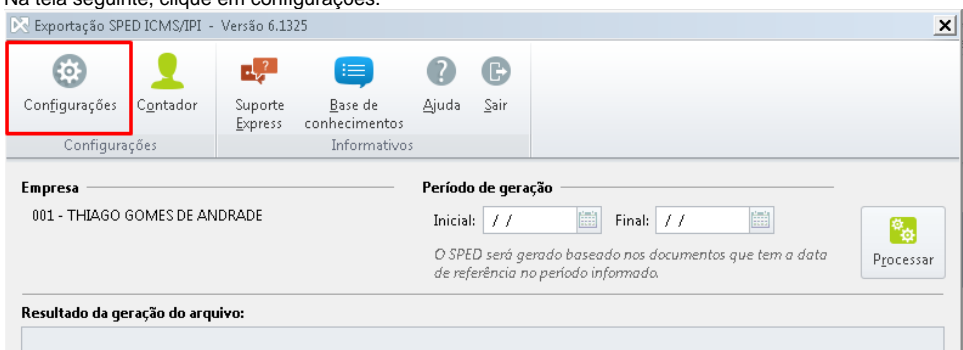 Na tela seguinte, clique em configurações.
Exportação SPED ICMS/IPI - Versão 6.1325
Configurações
Contador
Suporte Express
Base de conhecimentos
Ajuda
Sair
Configurações
Informativos
Empresa
Período de geração
001 - THIAGO GOMES DE ANDRADE
Inicial: / / Final: / /
O SPED será gerado baseado nos documentos que tem a data
de referência no período informado.
Processar
Resultado da geração do arquivo: